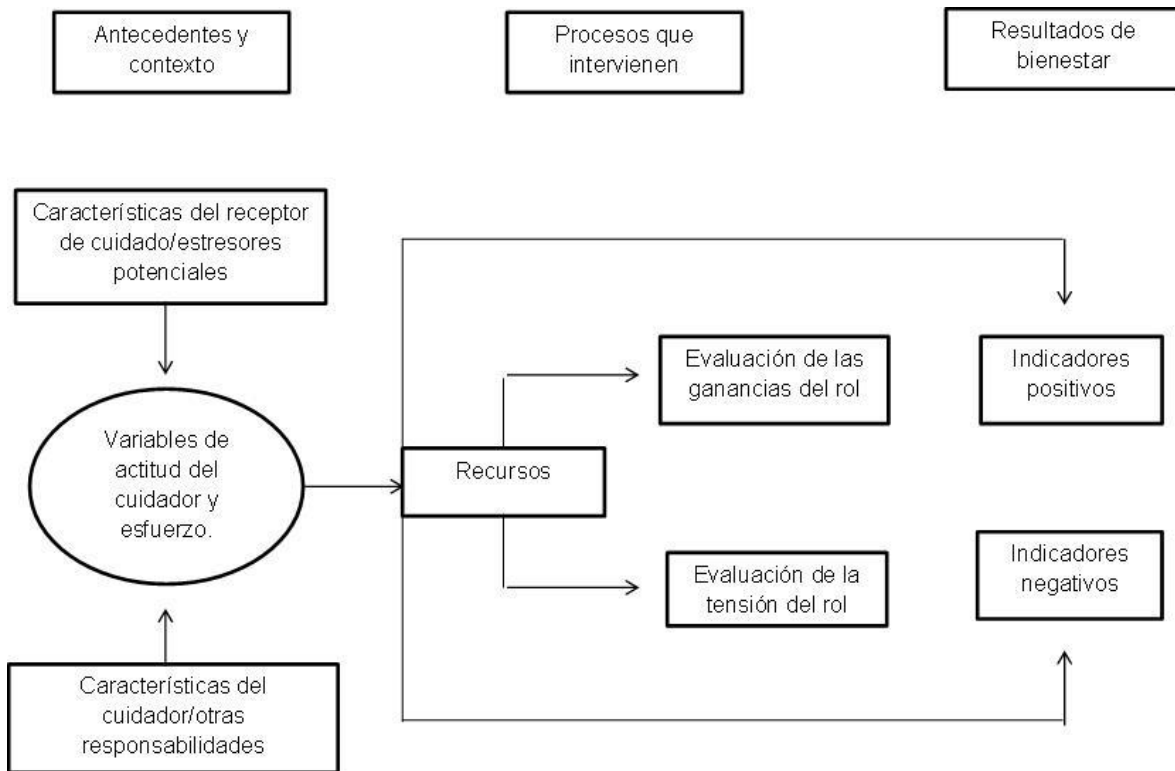 Antecedentes y
contexto
Procesos que
intervienen
Resultados de
bienestar
Características del receptor
de cuidado/estresores
potenciales
Evaluación de las
ganancias del rol
Indicadores
positivos
Variables de
actitud del
cuidador y
esfuerzo.
Recursos
Evaluación de la
tensión del rol
Indicadores
negativos
Características del
cuidador/otras
responsabilidades